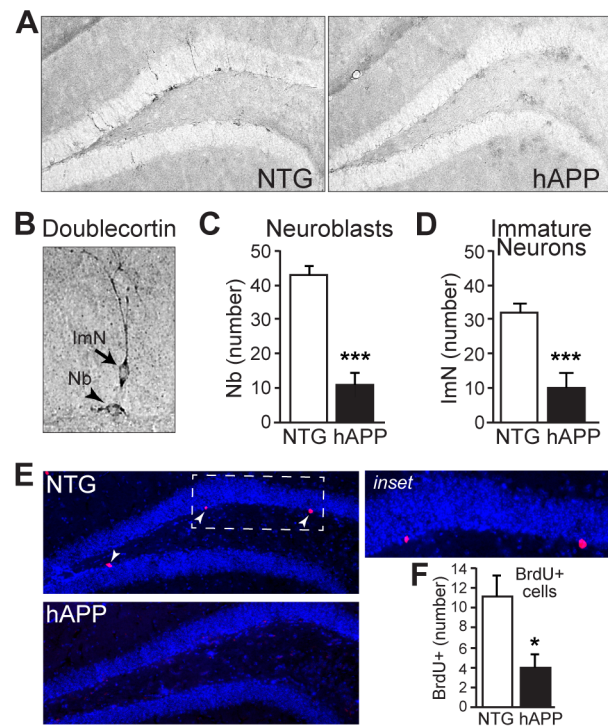 A
NTG
hAPP
B
Doublecortin
ImN
Nb
C
Neuroblasts
Nb (number)
50
40
30
20
10
0
***
NTG hAPP
D
Immature
Neurons
ImN (number)
50
40
30
20
10
0
***
NTG hAPP
E
NTG
inset
hAPP
F
BrdU+
cells
BrdU+ (number)
14
12
10
8
6
4
2
0
*
NTG hAPP